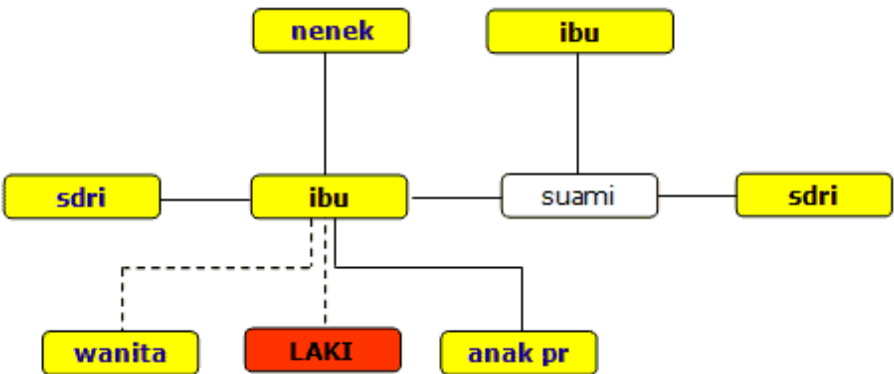 nenek
ibu
sdri
ibu
suami
sdri
wanita
LAKI
anak pr